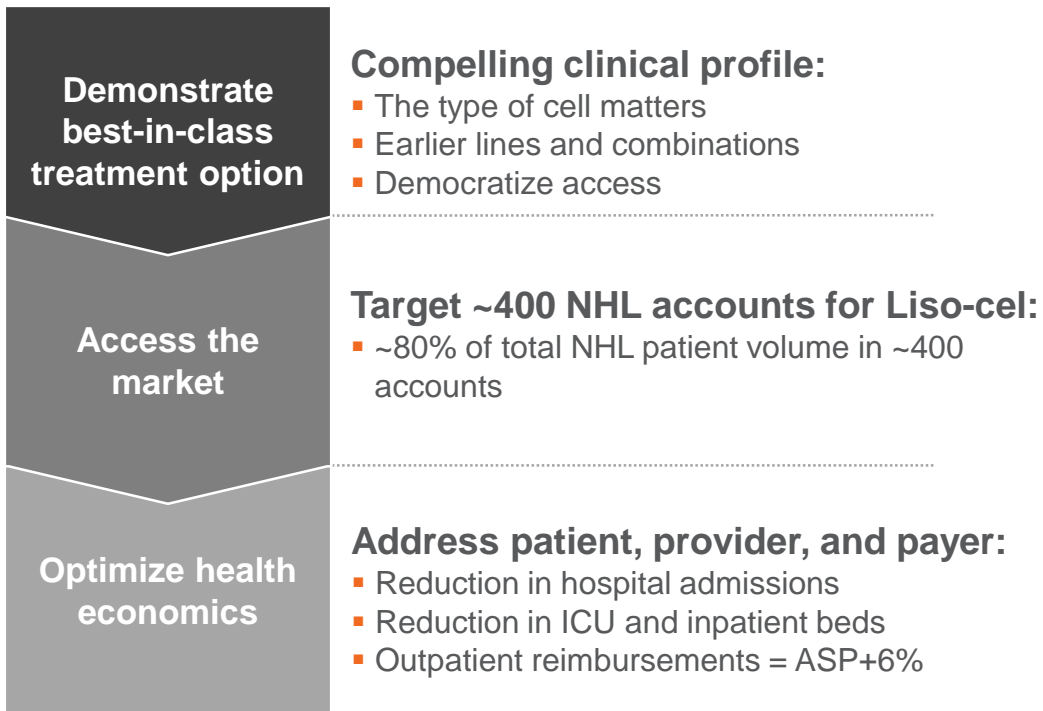 Demonstrate
best-in-class
treatment option
Compelling clinical profile:
▪ The type of cell matters
▪ Earlier lines and combinations
▪ Democratize access
Access the
market
Target ~400 NHL accounts for Liso-cel:
▪ ~80% of total NHL patient volume in ~400
accounts
Optimize health
economics
Address patient, provider, and payer:
▪ Reduction in hospital admissions
▪ Reduction in ICU and inpatient beds
▪ Outpatient reimbursements = ASP+6%